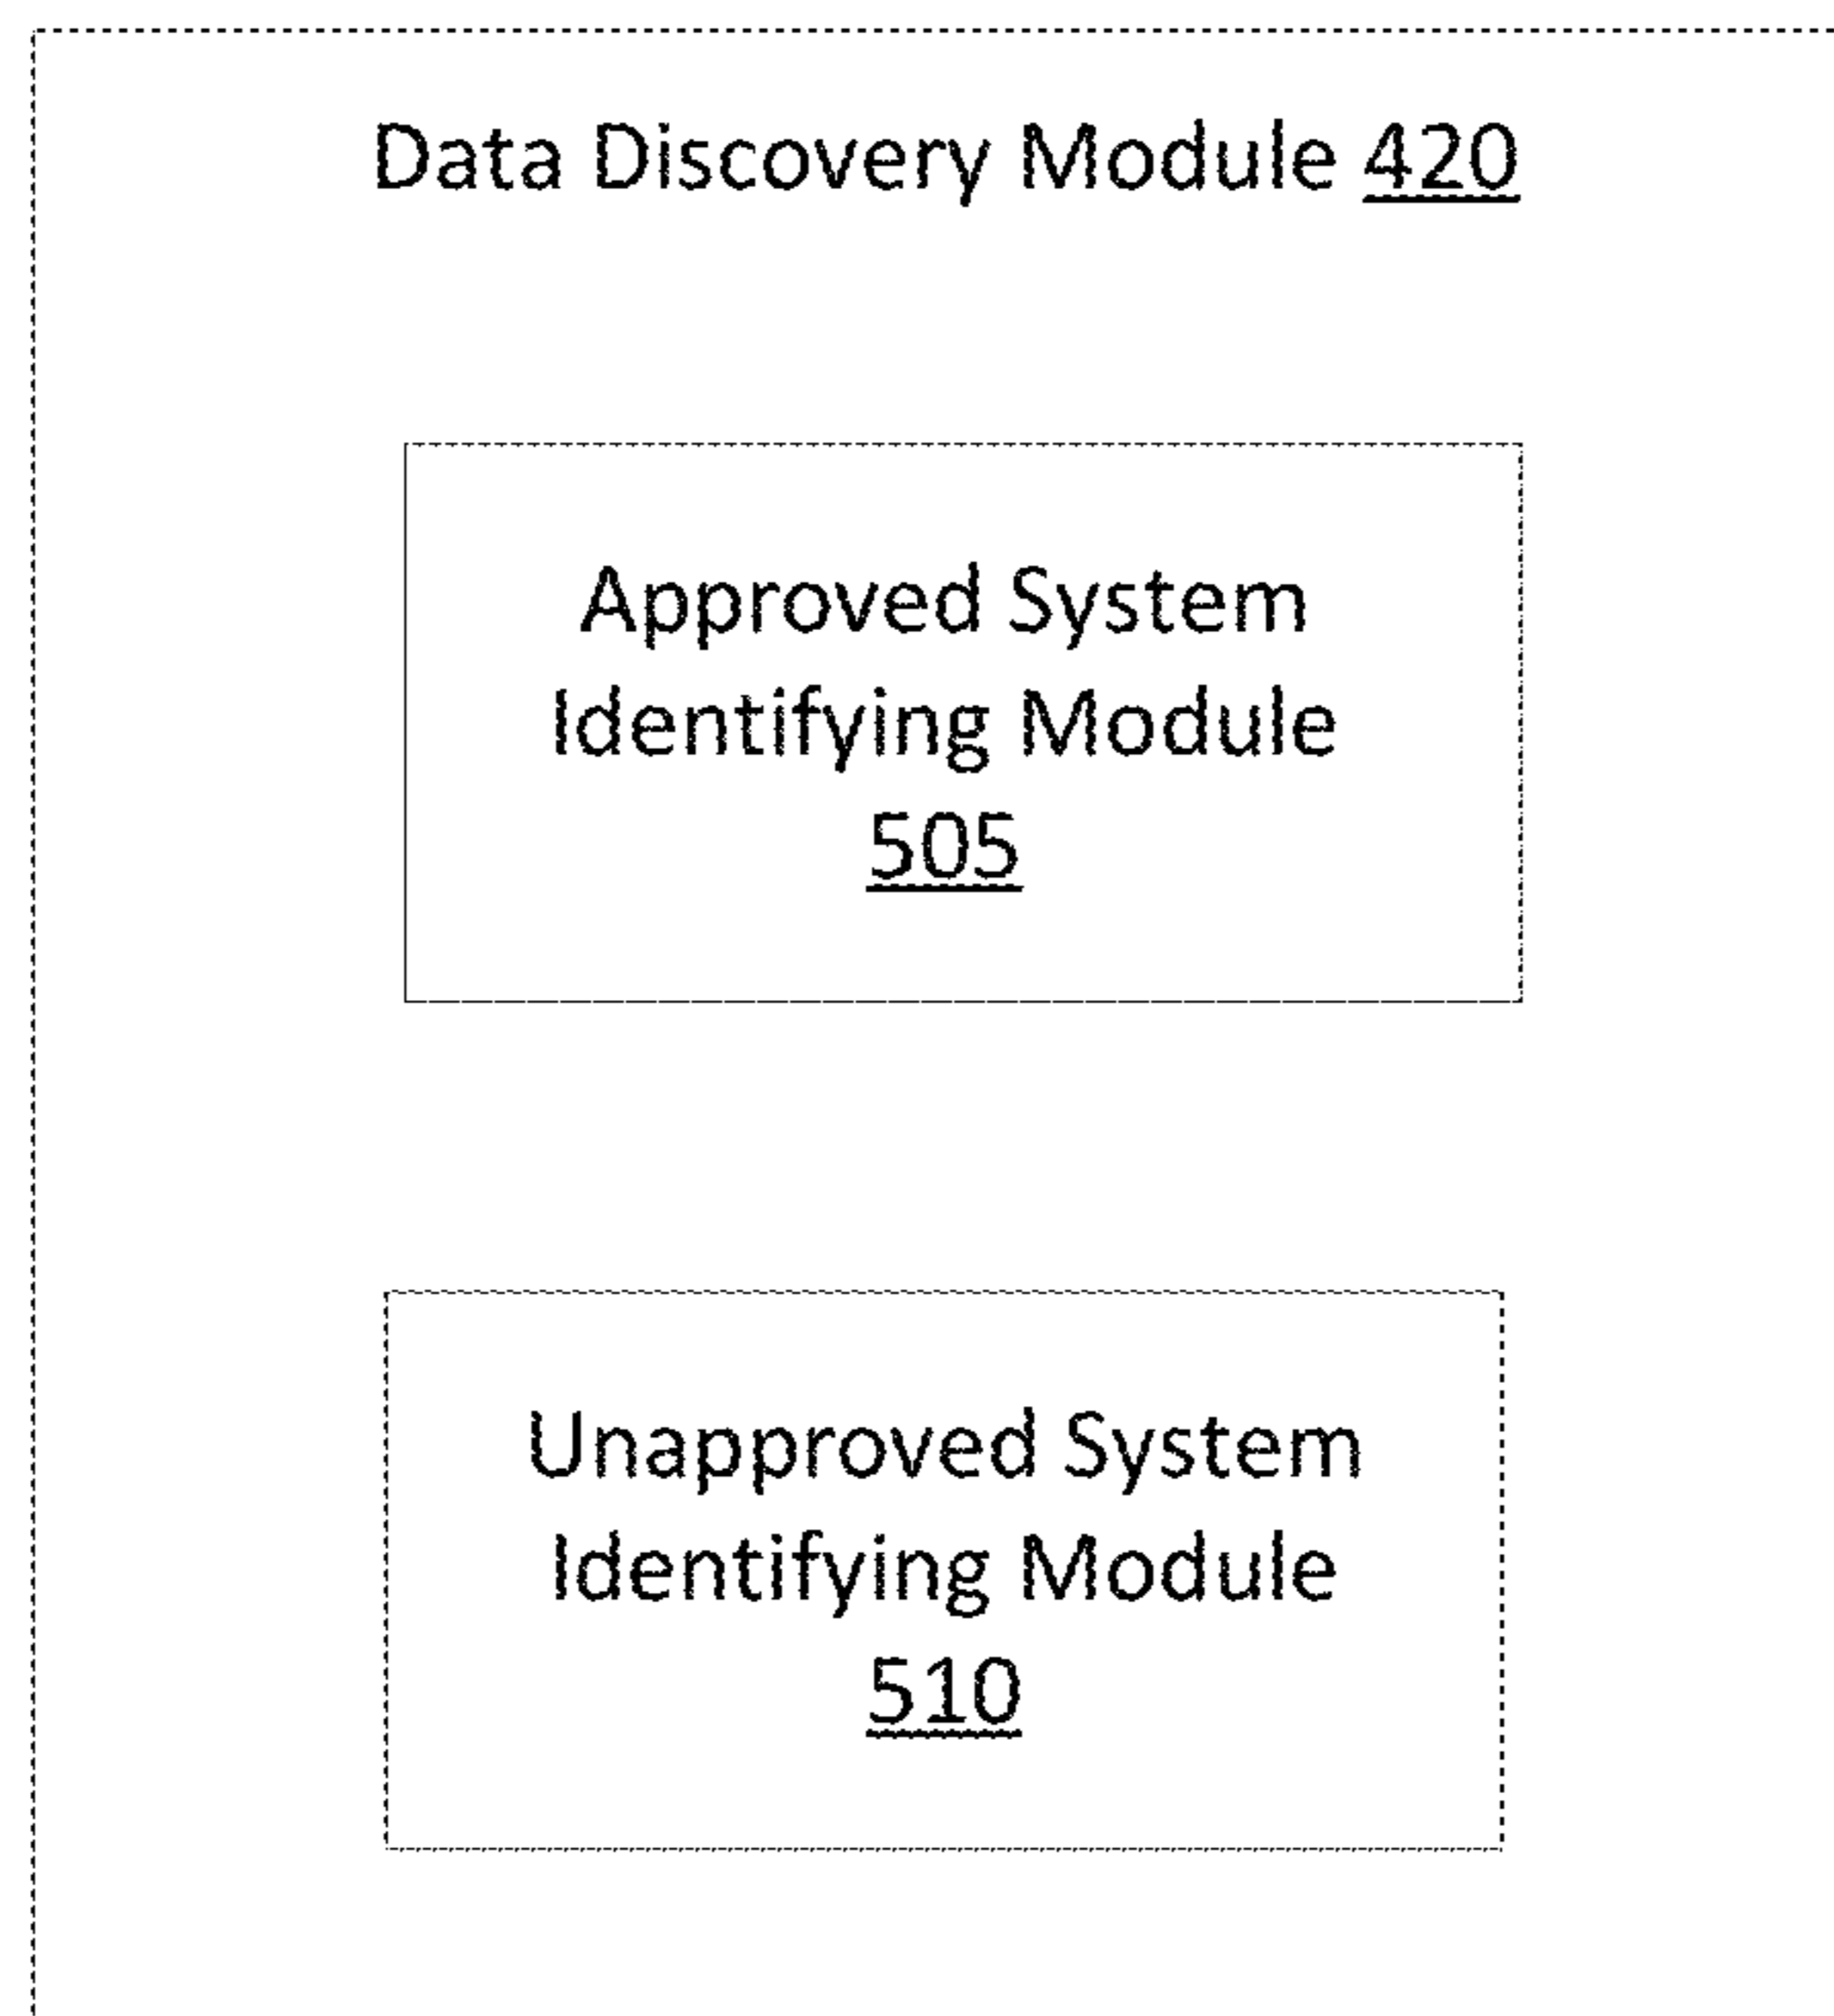 Data Discovery Module 420
Approved System
Identifying Module
505
Unapproved System
Identifying Module
510